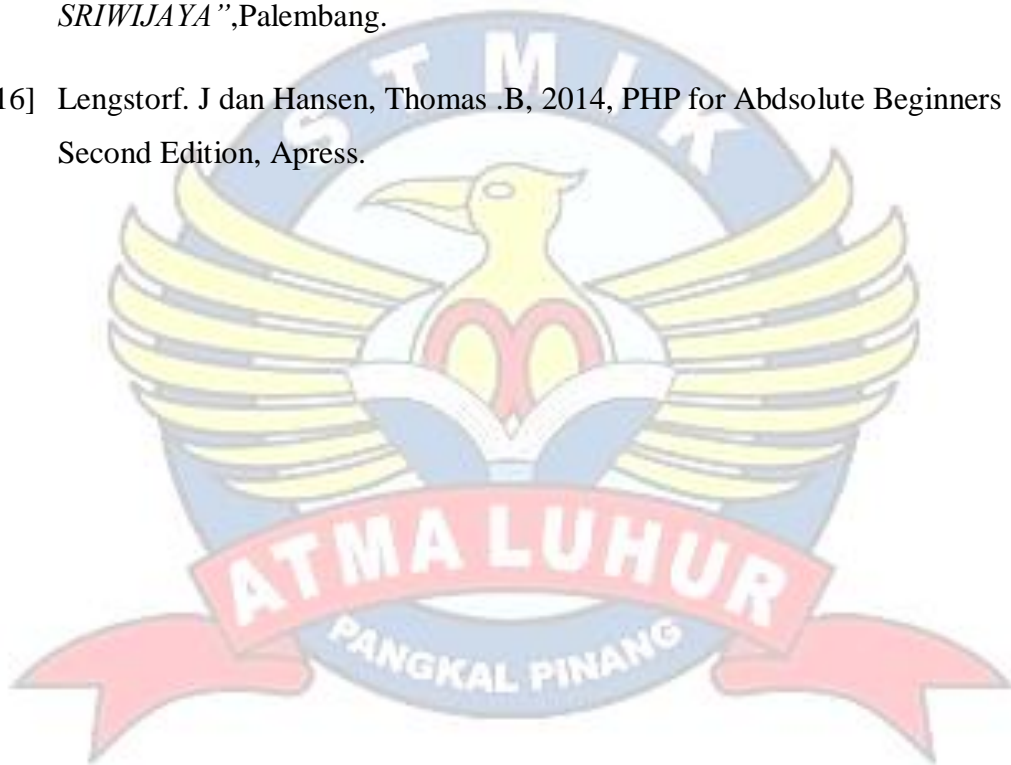 SRIWIJAYA”,Palembang.
16] Lengstorf. J dan Hansen, Thomas .B, 2014, PHP for Abdsolute Beginners
Second Edition, Apress.
STMIK
ATMA LUHUR
PANGKAL PINANG